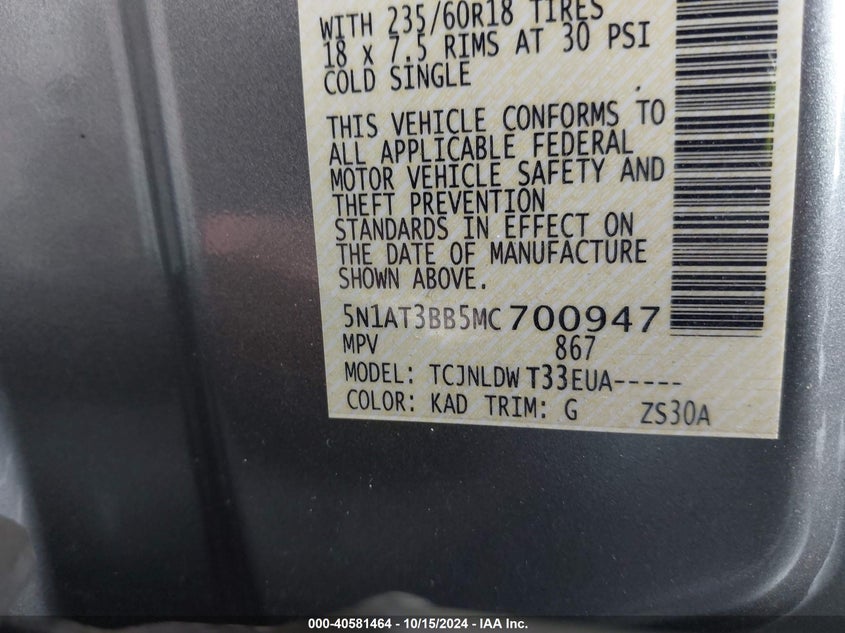 WITH 235/60R18 TIRES
18 x 7.5 RIMS AT 30 PSI
COLD SINGLE
THIS VEHICLE CONFORMS TO
ALL APPLICABLE FEDERAL
MOTOR VEHICLE SAFETY AND
THEFT PREVENTION
STANDARDS IN EFFECT ON
THE DATE OF MANUFACTURE
SHOWN ABOVE.
5N1AT3BB5MC700947
MPV 867
MODEL: TCJNLDWT33EUA-----
COLOR: KAD TRIM: G ZS30A
000-40581464 - 10/15/2024 - IAA Inc.